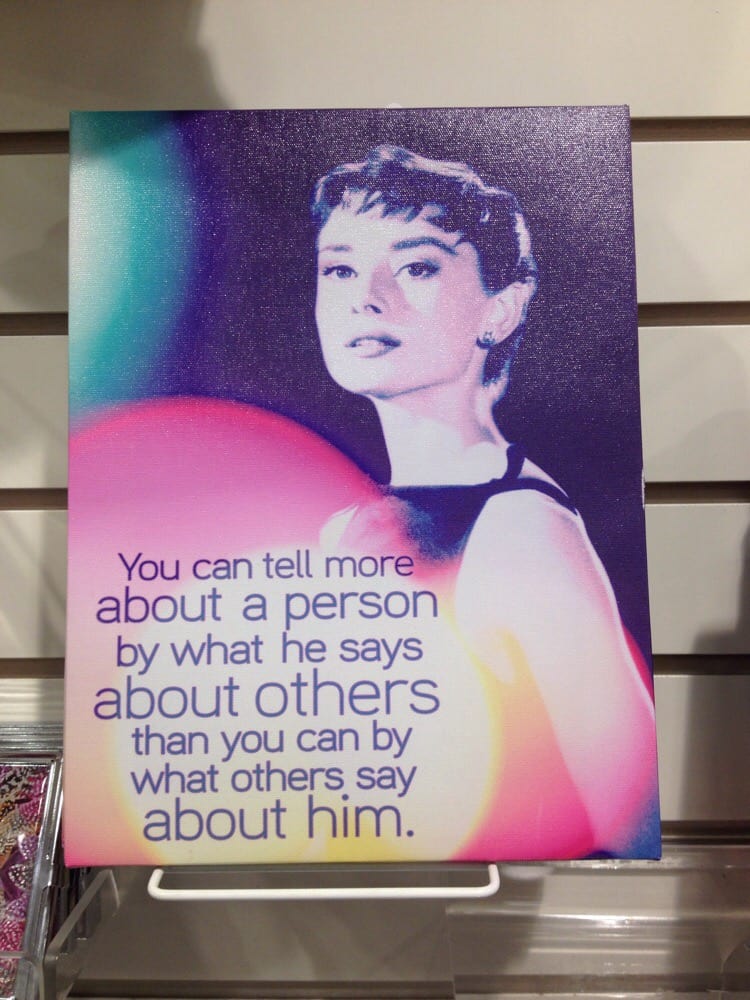 You can tell more
about a person
by what he says
about others
than you can by
what others say
about him.